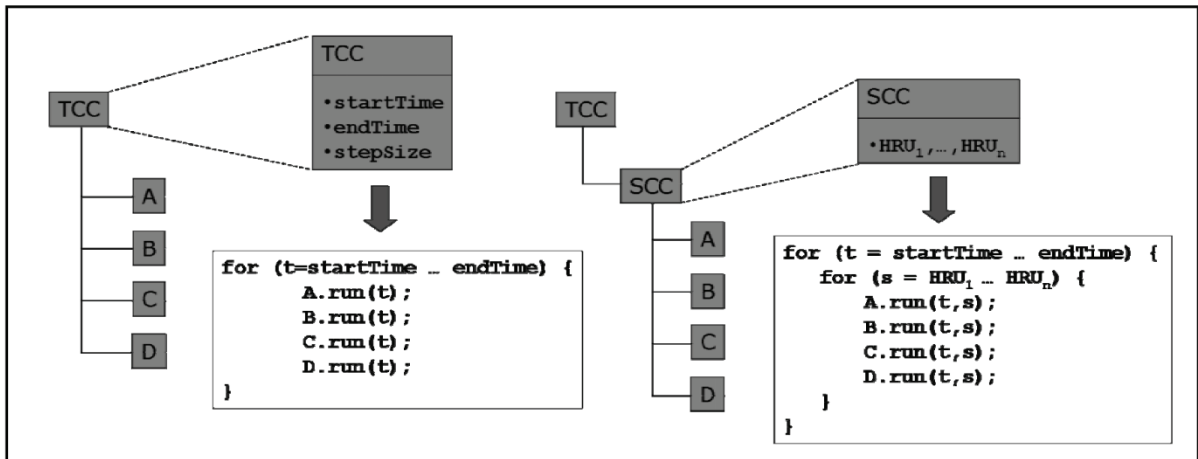 TCC
TCC
•startTime
•endTime
•stepSize
A
B
C
D
for (t=startTime … endTime) {
A.run(t);
B.run(t);
C.run(t);
D.run(t);
}
TCC
SCC
SCC
•HRU1,…,HRUn
A
B
C
D
for (t = startTime … endTime) {
for (s = HRU1 … HRUn) {
A.run(t,s);
B.run(t,s);
C.run(t,s);
D.run(t,s);
}
}